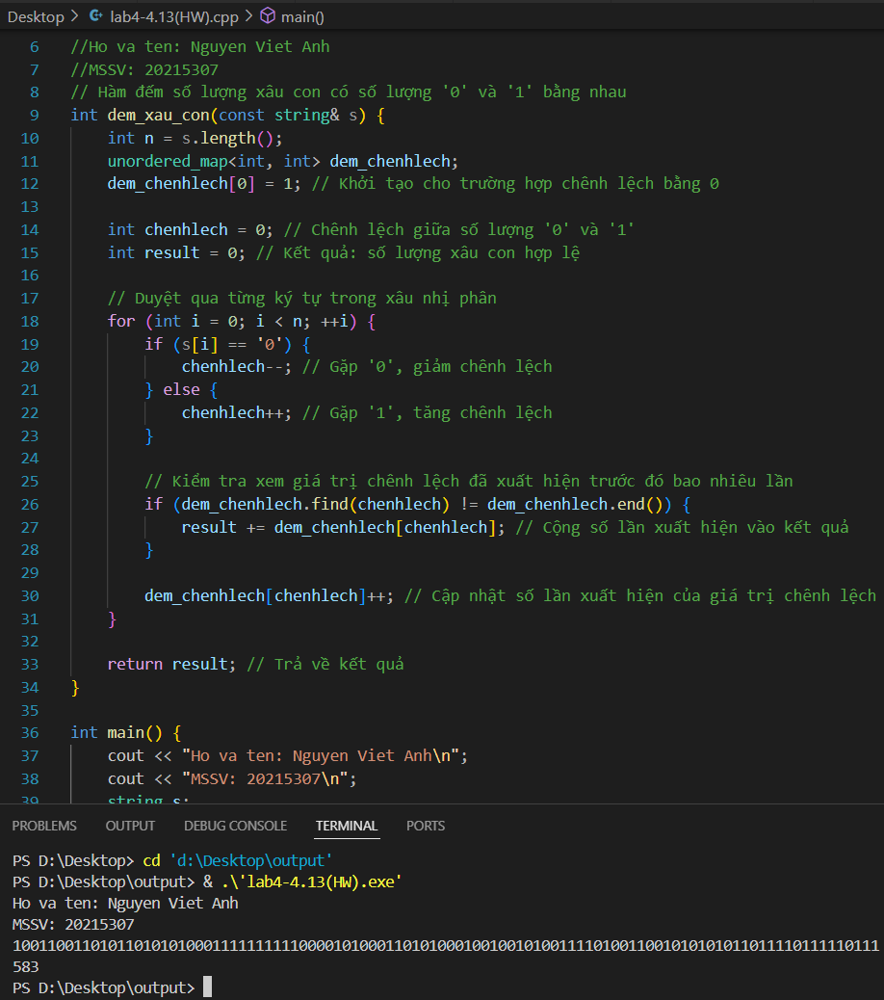 Desktop > lab4-4.13(HW).cpp > main()
6 //Ho va ten: Nguyen Viet Anh
7 //MSSV: 20215307
8 // Hàm đếm số lượng xâu con có số lượng '0' và '1' bằng nhau
9 int dem_xau_con(const string& s) {
10 int n = s.length();
11 unordered_map<int, int> dem_chenhlech;
12 dem_chenhlech[0] = 1; // Khởi tạo cho trường hợp chênh lệch bằng 0
13
14 int chenhlech = 0; // Chênh lệch giữa số lượng '0' và '1'
15 int result = 0; // Kết quả: số lượng xâu con hợp lệ
16
17 // Duyệt qua từng ký tự trong xâu nhị phân
18 for (int i = 0; i < n; ++i) {
19 if (s[i] == '0') {
20 chenhlech--; // Gặp '0', giảm chênh lệch
21 } else {
22 chenhlech++; // Gặp '1', tăng chênh lệch
23 }
24
25 // Kiểm tra xem giá trị chênh lệch đã xuất hiện trước đó bao nhiêu lần
26 if (dem_chenhlech.find(chenhlech) != dem_chenhlech.end()) {
27 result += dem_chenhlech[chenhlech]; // Cộng số lần xuất hiện vào kết quả
28 }
29
30 dem_chenhlech[chenhlech]++; // Cập nhật số lần xuất hiện của giá trị chênh lệch
31 }
32
33 return result; // Trả về kết quả
34 }
35
36 int main() {
37 cout << "Ho va ten: Nguyen Viet Anh\n";
38 cout << "MSSV: 20215307\n";
39 string s;
PROBLEMS OUTPUT DEBUG CONSOLE TERMINAL PORTS
PS D:\Desktop> cd 'd:\Desktop\output'
PS D:\Desktop\output> & .\'lab4-4.13(HW).exe'
Ho va ten: Nguyen Viet Anh
MSSV: 20215307
583
PS D:\Desktop\output>